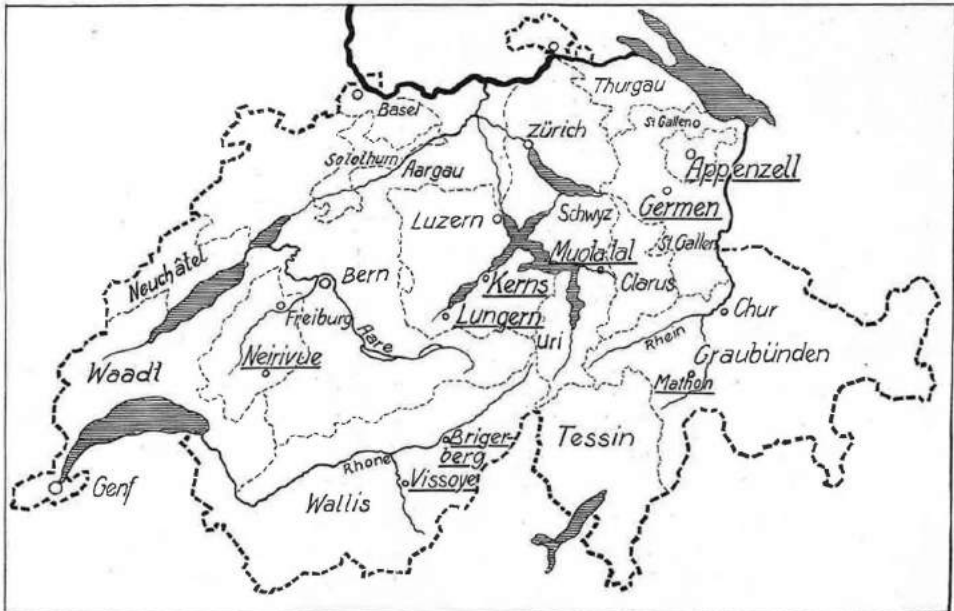 Thurgau
Basel
St Gallen
Zürich
Solothurn
Aargau
Appenzell
Luzern
Schwyz
Germen
Muotatal
St. Gallen
Neuchâtel
Bern
Kerns
Clarus
Freiburg
Lungern
Chur
Aare
Uri
Rhein
Neirivue
Graubünden
Waadt
Mathon
Brigerberg
Tessin
Rhone
Vissoye
Genf
Wallis